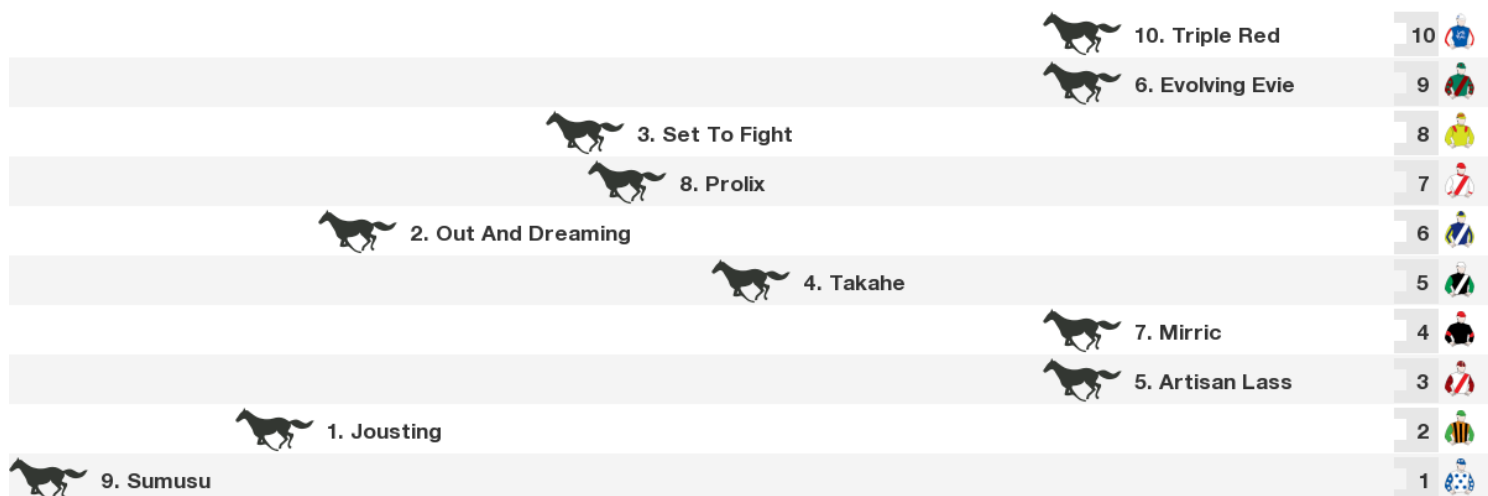 10. Triple Red 10
6. Evolving Evie 9
3. Set To Fight 8
8. Prolix 7
2. Out And Dreaming 6
4. Takahe 5
7. Mirric 4
5. Artisan Lass 3
1. Jousting 2
9. Sumusu 1